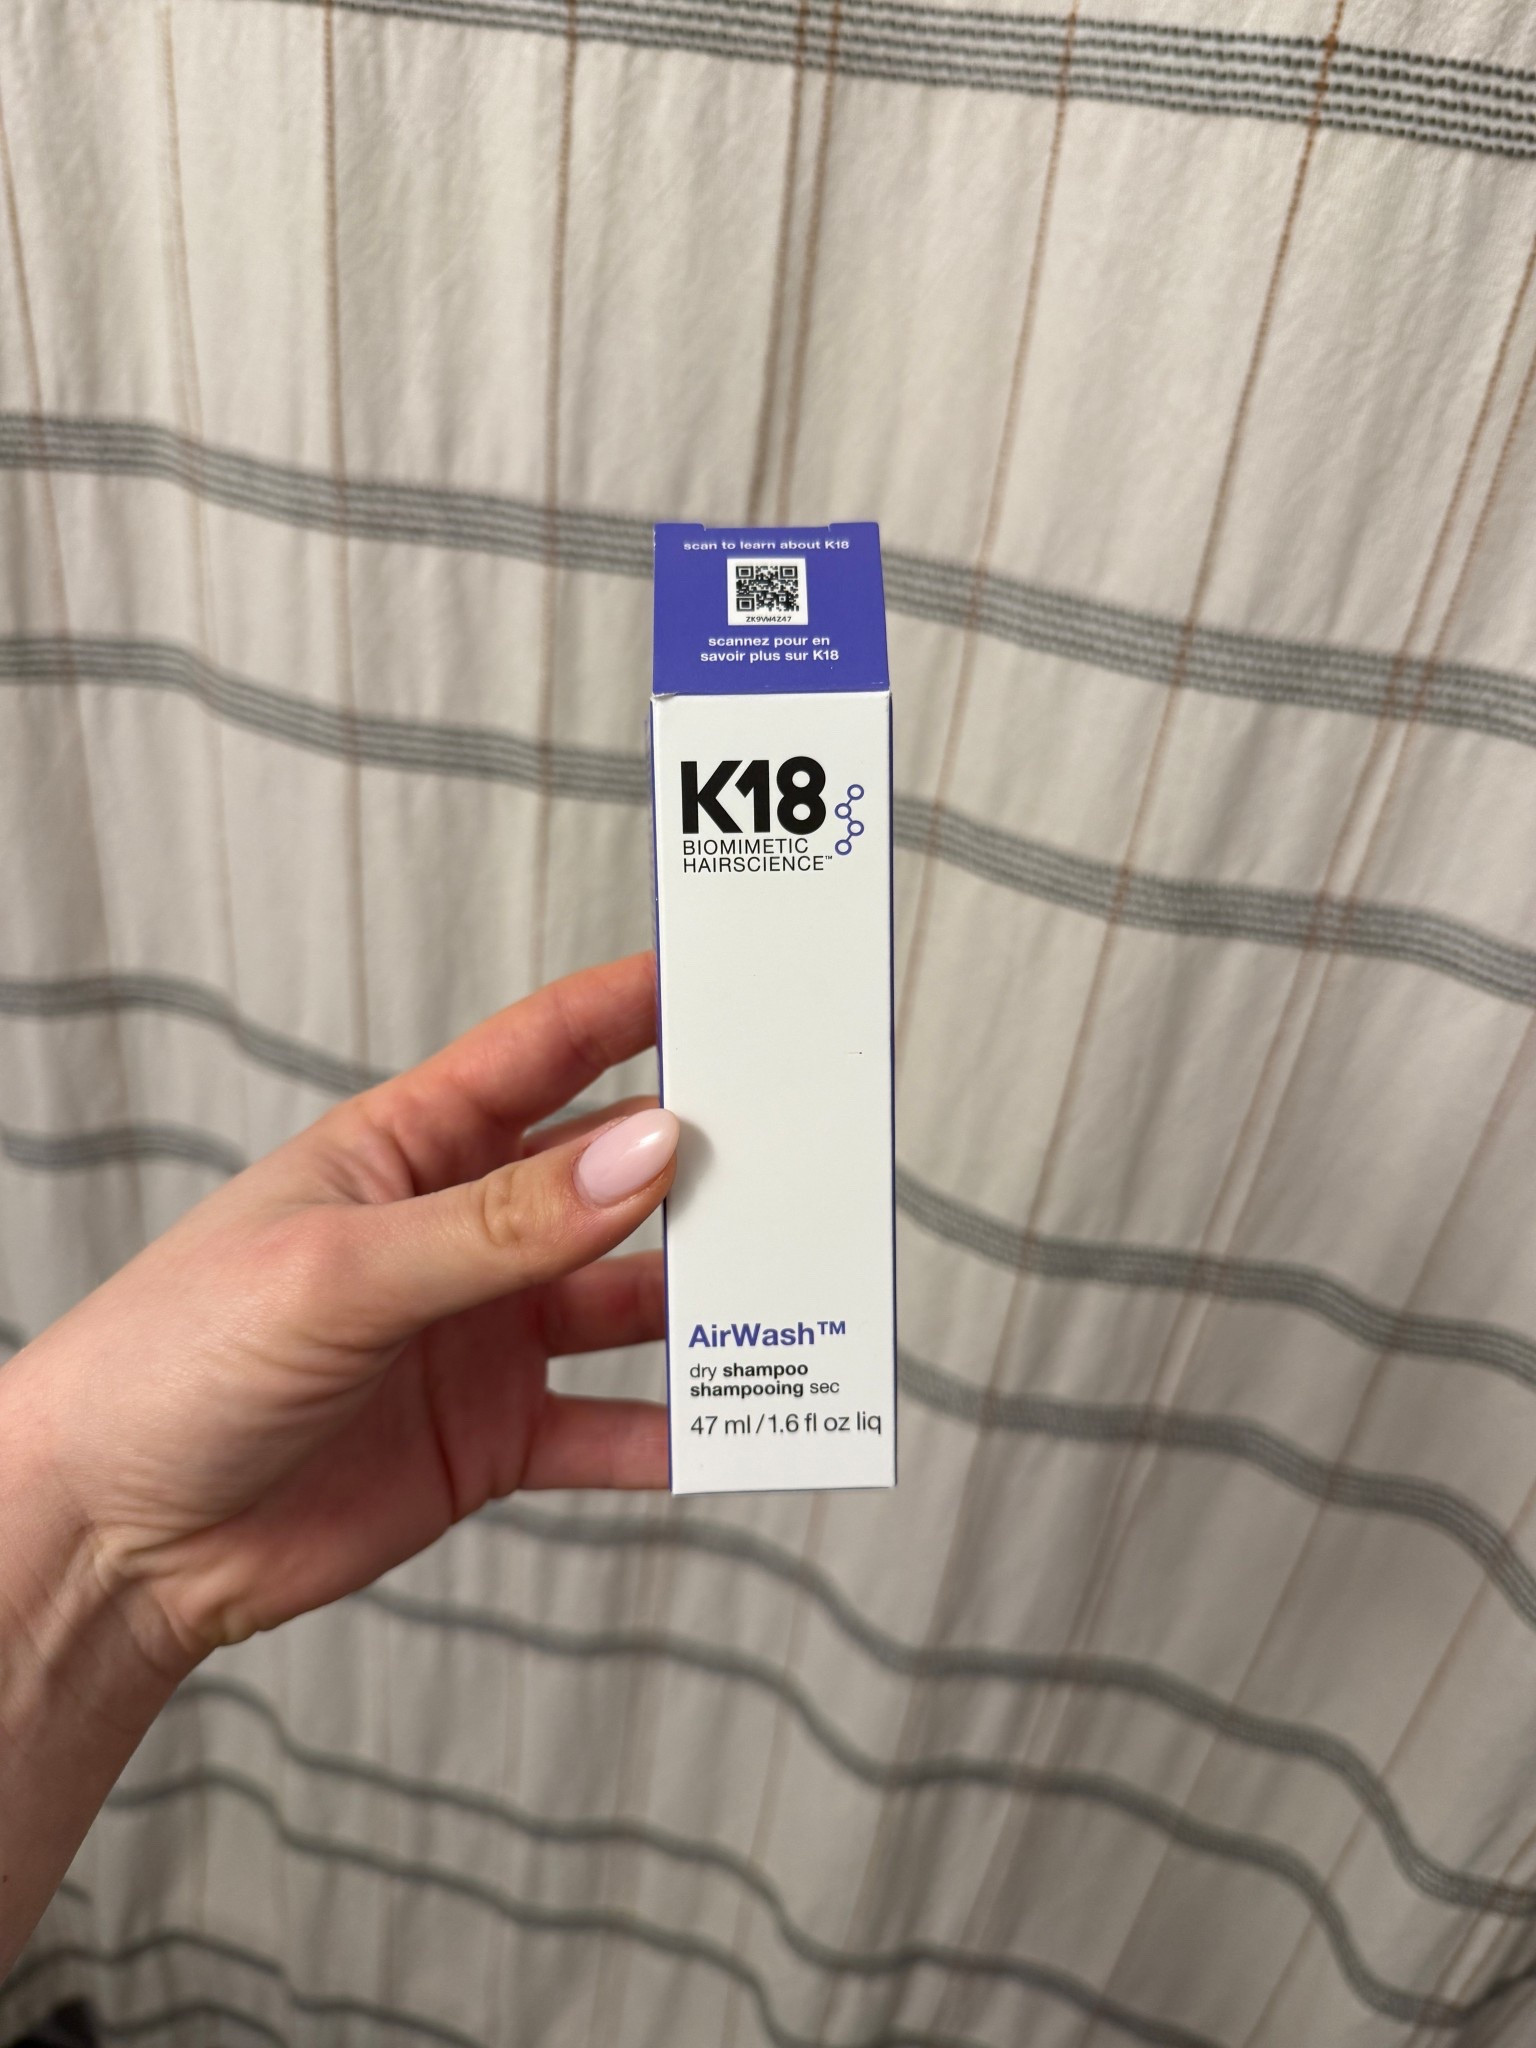 scan to learn about K18
ZK9VW4Z47
scannez pour en
savoir plus sur K18
K18
BIOMIMETIC
HAIRSCIENCE™
AirWash™
dry shampoo
shampooing sec
47 ml/1.6 fl oz liq